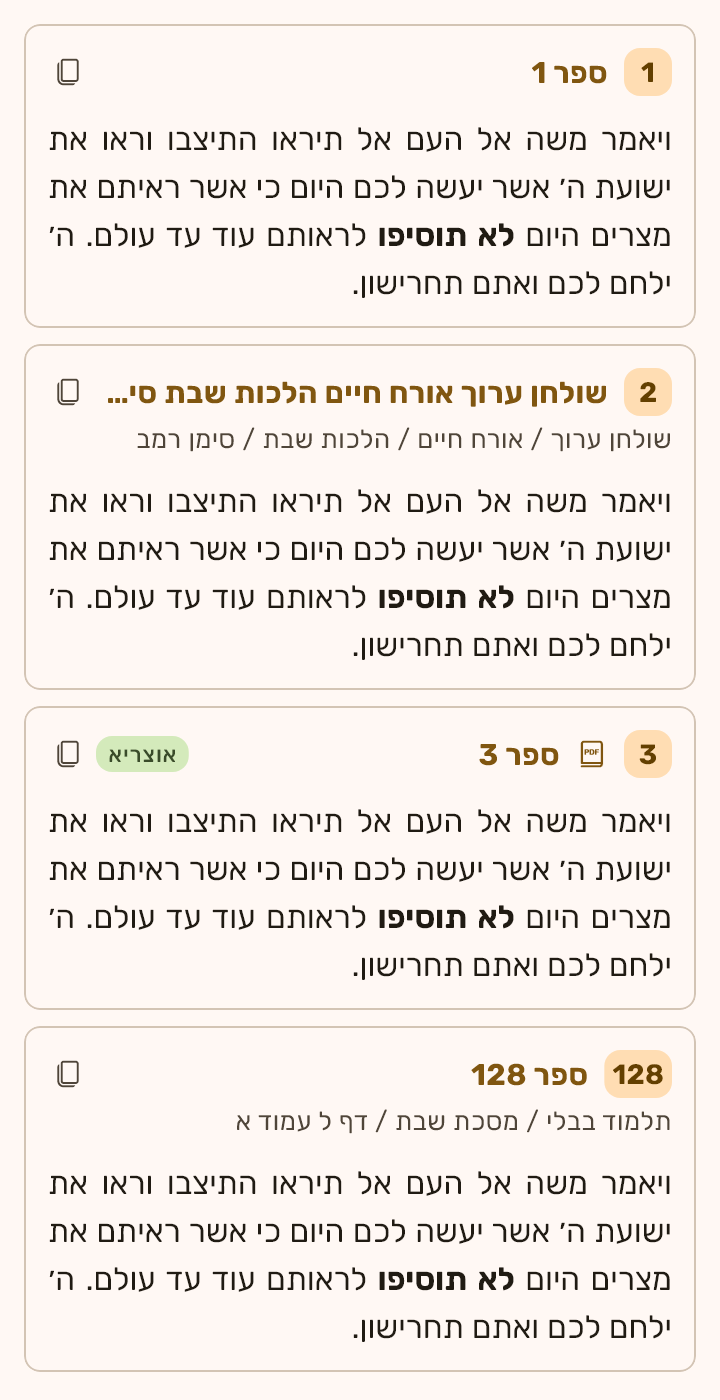 1 ספר 1
ויאמר משה אל העם אל תיראו התיצבו וראו את
ישועת ה׳ אשר יעשה לכם היום כי אשר ראיתם את
מצרים היום לא תוסיפו לראותם עוד עד עולם. ה׳
ילחם לכם ואתם תחרישון.
2 שולחן ערוך אורח חיים הלכות שבת סי...
שולחן ערוך / אורח חיים / הלכות שבת / סימן רמב
ויאמר משה אל העם אל תיראו התיצבו וראו את
ישועת ה׳ אשר יעשה לכם היום כי אשר ראיתם את
מצרים היום לא תוסיפו לראותם עוד עד עולם. ה׳
ילחם לכם ואתם תחרישון.
3 PDF ספר 3 אוצריא
ויאמר משה אל העם אל תיראו התיצבו וראו את
ישועת ה׳ אשר יעשה לכם היום כי אשר ראיתם את
מצרים היום לא תוסיפו לראותם עוד עד עולם. ה׳
ילחם לכם ואתם תחרישון.
128 ספר 128
תלמוד בבלי / מסכת שבת / דף ל עמוד א
ויאמר משה אל העם אל תיראו התיצבו וראו את
ישועת ה׳ אשר יעשה לכם היום כי אשר ראיתם את
מצרים היום לא תוסיפו לראותם עוד עד עולם. ה׳
ילחם לכם ואתם תחרישון.